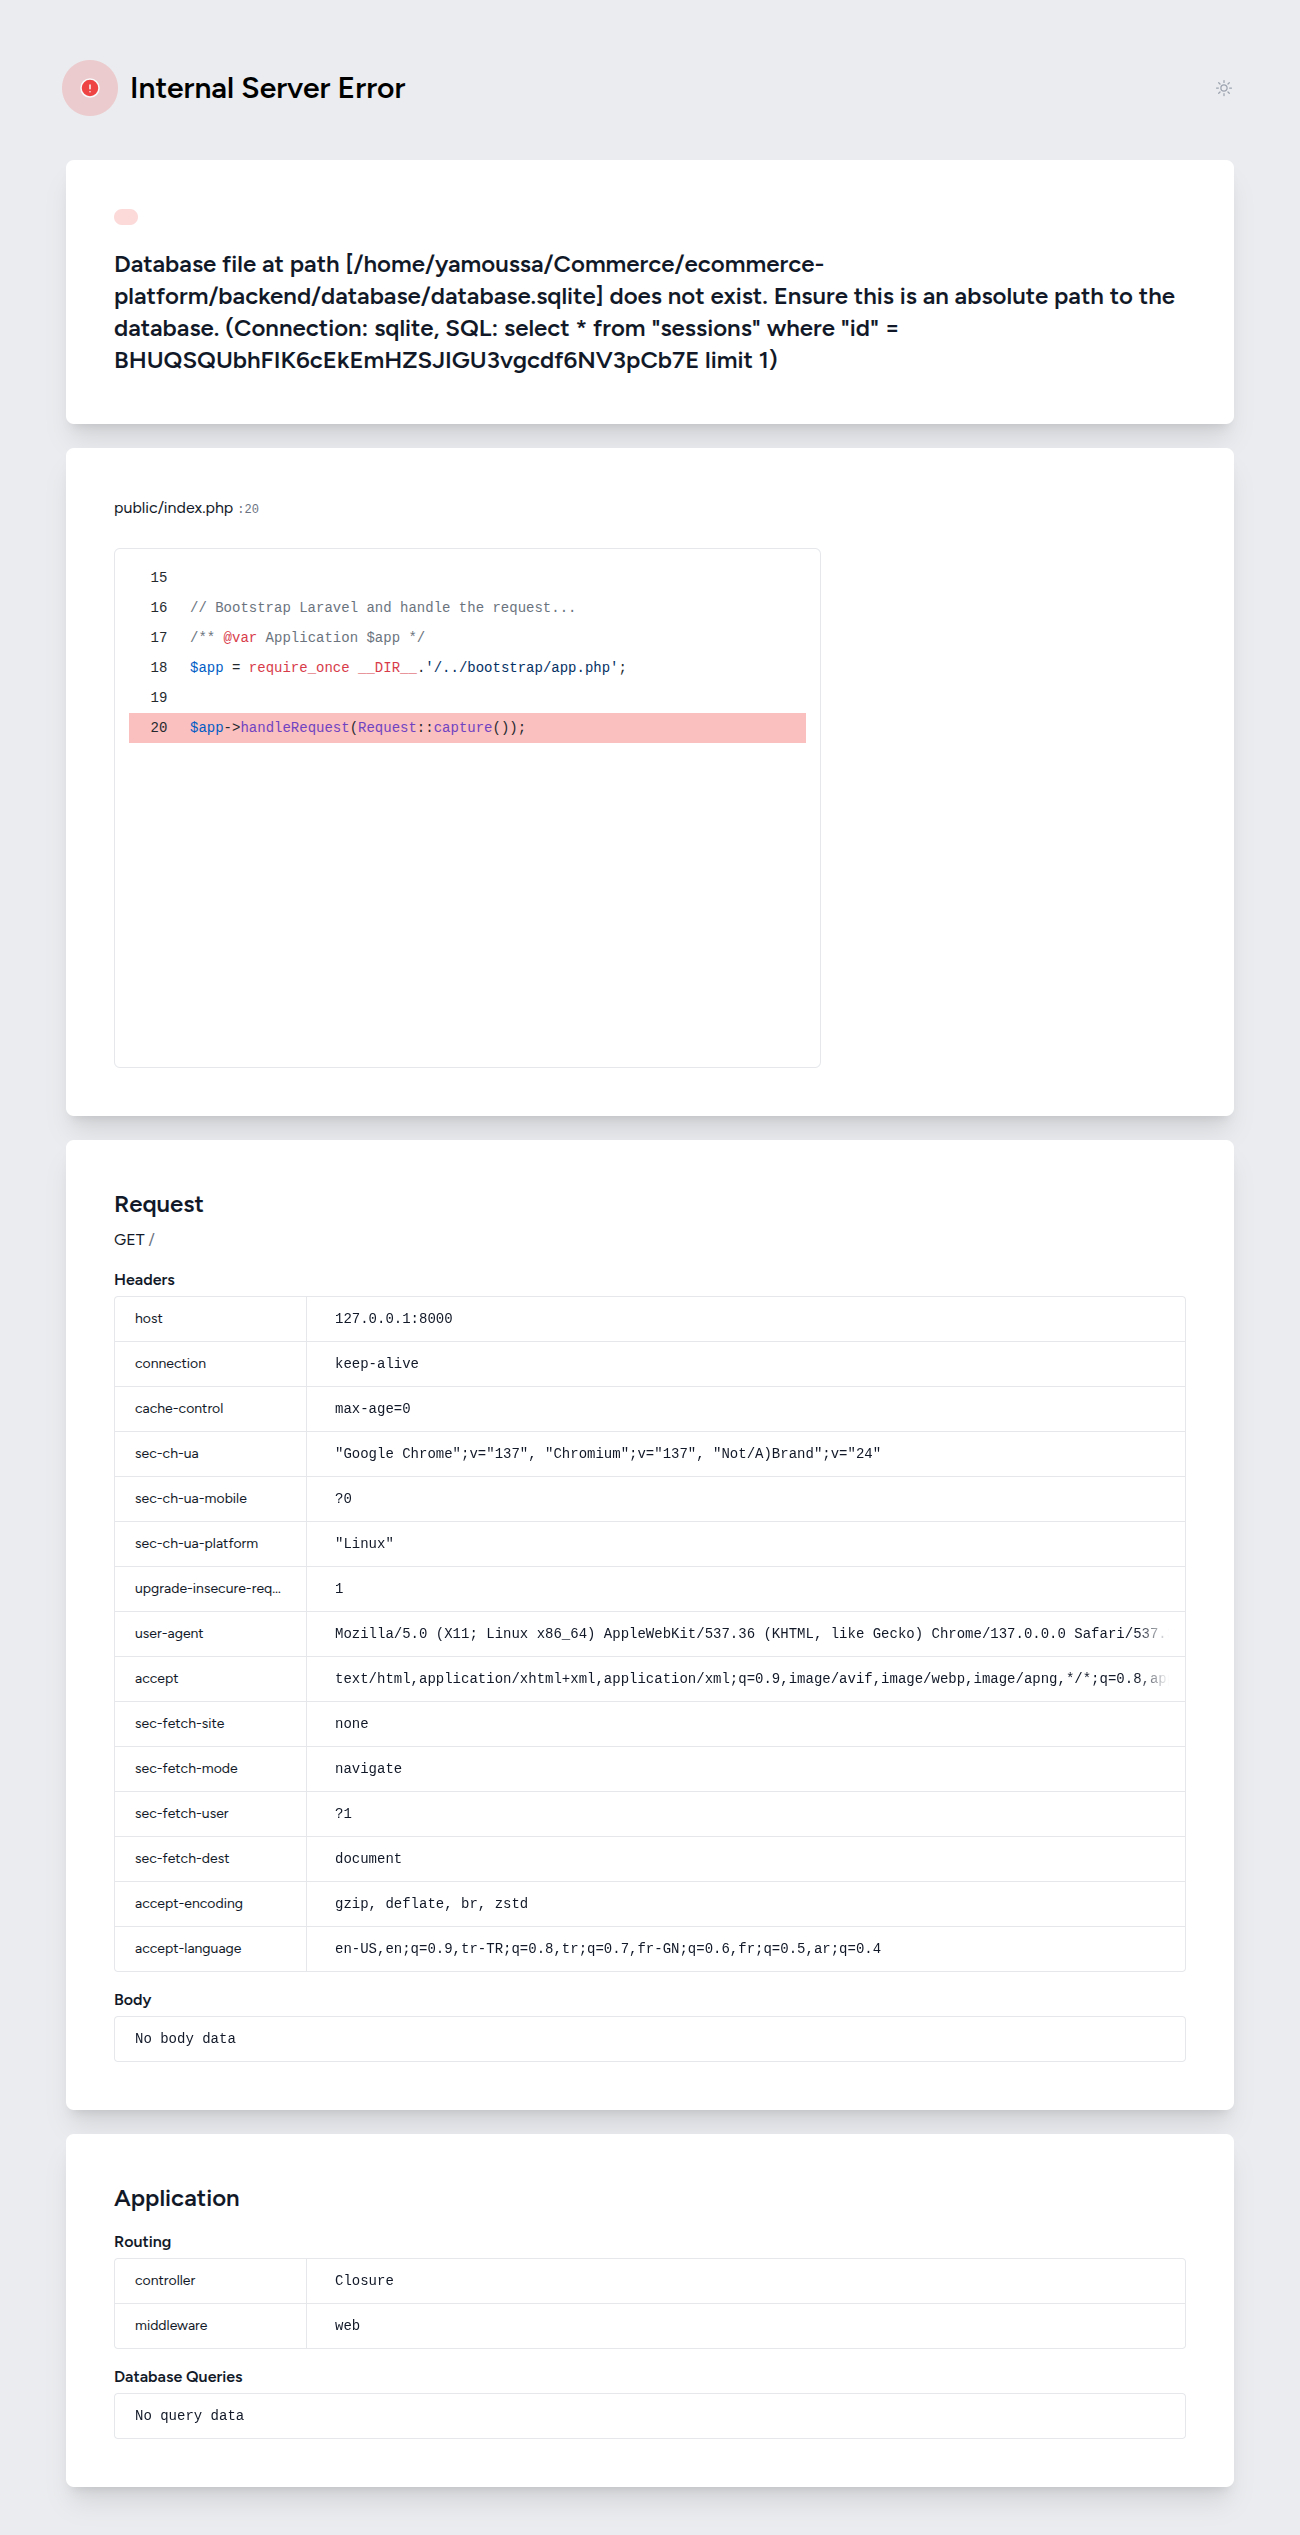 Internal Server Error
Database file at path [/home/yamoussa/Commerce/ecommerce-
platform/backend/database/database.sqlite] does not exist. Ensure this is an absolute path to the
database. (Connection: sqlite, SQL: select * from "sessions" where "id" =
BHUQSQUbhFIK6cEkEmHZSJIGU3vgcdf6NV3pCb7E limit 1)
public/index.php :20
15
16 // Bootstrap Laravel and handle the request...
17 /** @var Application $app */
18 $app = require_once __DIR__.'/../bootstrap/app.php';
19
20 $app->handleRequest(Request::capture());
Request
GET /
Headers
host 127.0.0.1:8000
connection keep-alive
cache-control max-age=0
sec-ch-ua "Google Chrome";v="137", "Chromium";v="137", "Not/A)Brand";v="24"
sec-ch-ua-mobile ?0
sec-ch-ua-platform "Linux"
upgrade-insecure-req... 1
user-agent Mozilla/5.0 (X11; Linux x86_64) AppleWebKit/537.36 (KHTML, like Gecko) Chrome/137.0.0.0 Safari/537.
accept text/html,application/xhtml+xml,application/xml;q=0.9,image/avif,image/webp,image/apng,*/*;q=0.8,ap
sec-fetch-site none
sec-fetch-mode navigate
sec-fetch-user ?1
sec-fetch-dest document
accept-encoding gzip, deflate, br, zstd
accept-language en-US,en;q=0.9,tr-TR;q=0.8,tr;q=0.7,fr-GN;q=0.6,fr;q=0.5,ar;q=0.4
Body
No body data
Application
Routing
controller Closure
middleware web
Database Queries
No query data